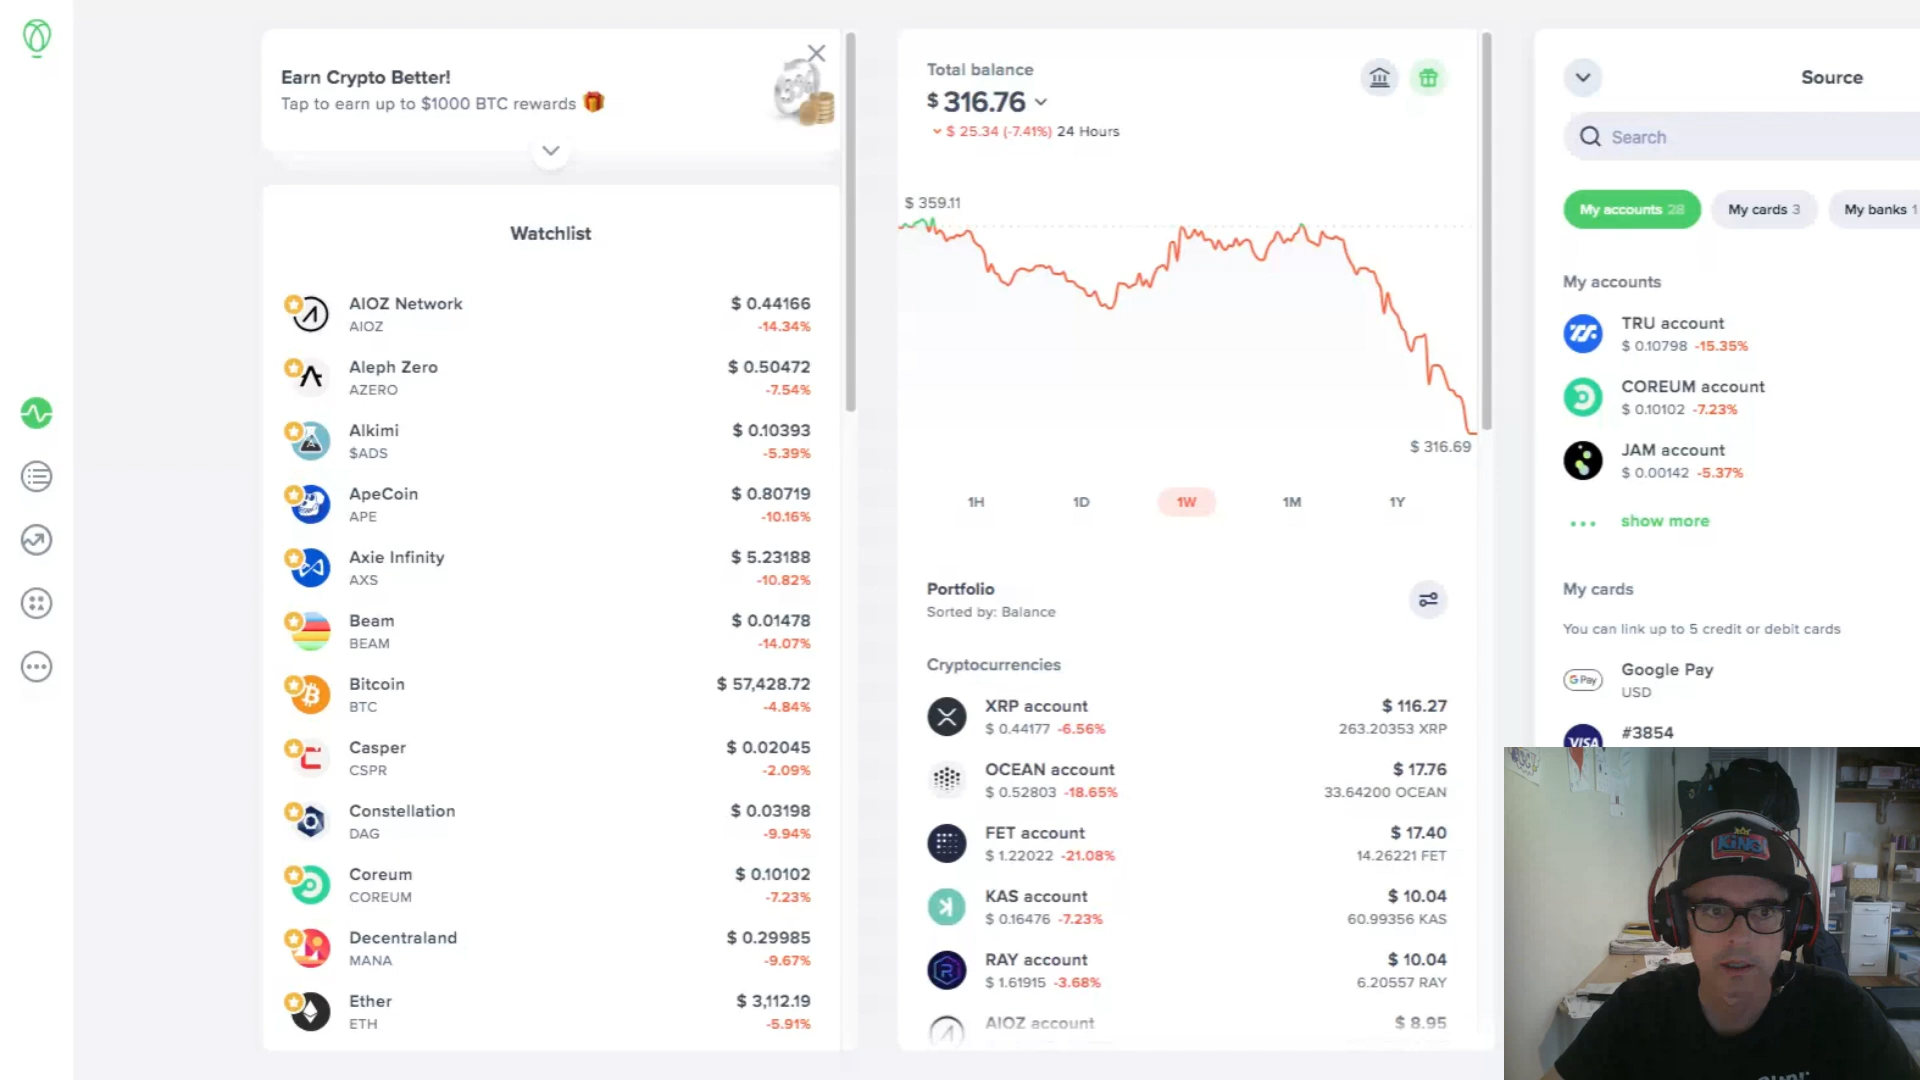 Earn Crypto Better!
Tap to earn up to $1000 BTC rewards
Watchlist
AIOZ Network $ 0.44166
AIOZ -14.34%
Aleph Zero $ 0.50472
AZERO -7.54%
Alkimi $ 0.10393
$ADS -5.39%
ApeCoin $ 0.80719
APE -10.16%
Axie Infinity $ 5.23188
AXS -10.82%
Beam $ 0.01478
BEAM -14.07%
Bitcoin $ 57,428.72
BTC -4.84%
Casper $ 0.02045
CSPR -2.09%
Constellation $ 0.03198
DAG -9.94%
Coreum $ 0.10102
COREUM -7.23%
Decentraland $ 0.29985
MANA -9.67%
Ether $ 3,112.19
ETH -5.91%
Total balance
$ 316.76
$ 25.34 (-7.41%) 24 Hours
$ 359.11
$ 316.69
1H 1D 1W 1M 1Y
Portfolio
Sorted by: Balance
Cryptocurrencies
XRP account $ 116.27
$ 0.44177 -6.56% 263.20353 XRP
OCEAN account $ 17.76
$ 0.52803 -18.65% 33.64200 OCEAN
FET account $ 17.40
$ 1.22022 -21.08% 14.26221 FET
KAS account $ 10.04
$ 0.16476 -7.23% 60.99356 KAS
RAY account $ 10.04
$ 1.61915 -3.68% 6.20557 RAY
AIOZ account $ 8.95
Source
Search
My accounts 28 My cards 3 My banks 1
My accounts
TRU account
$ 0.10798 -15.35%
COREUM account
$ 0.10102 -7.23%
JAM account
$ 0.00142 -5.37%
show more
My cards
You can link up to 5 credit or debit cards
G Pay Google Pay
USD
VISA #3854
KING